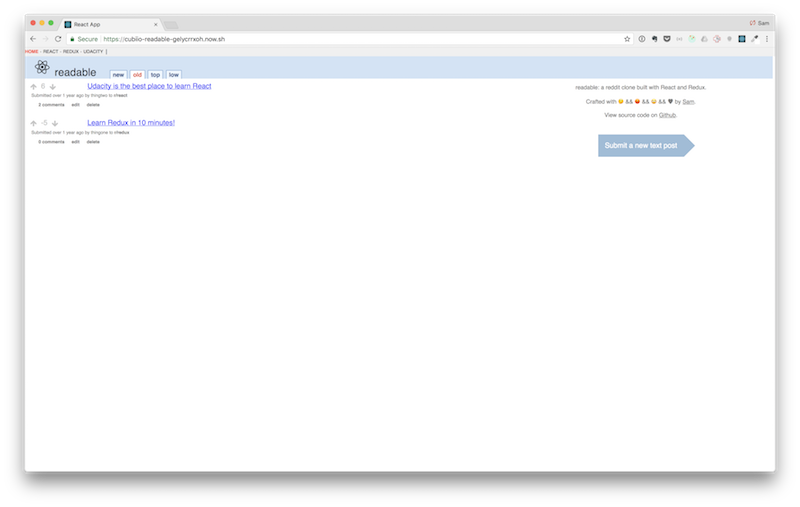 React App
Sam
Secure https://cubiio-readable-geiycrrxoh.now.sh
HOME - REACT - REDUX - UDACITY |
readable new old top low
6 Udacity is the best place to learn React
Submitted over 1 year ago by thingtwo to r/react
2 comments edit delete
-5 Learn Redux in 10 minutes!
Submitted over 1 year ago by thingone to r/redux
0 comments edit delete
readable: a reddit clone built with React and Redux.
Crafted with 😏 && 😡 && 😏 && 🖤 by Sam.
View source code on Github.
Submit a new text post